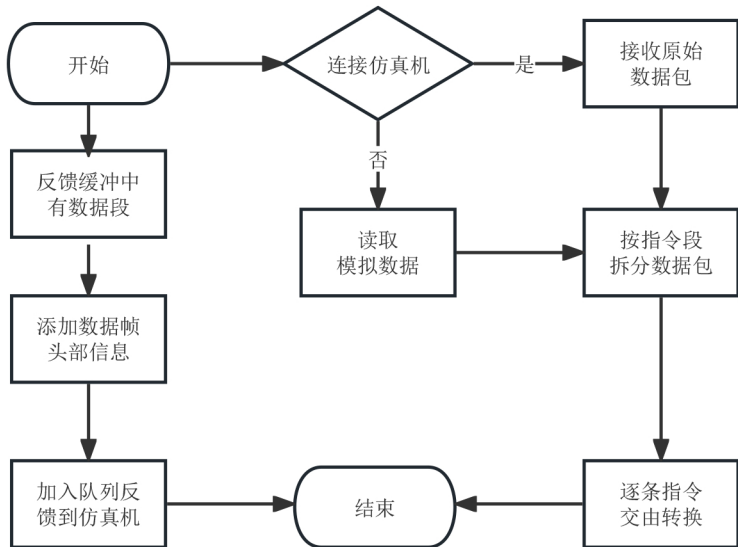 开始
连接仿真机
是
接收原始
数据包
否
反馈缓冲中
有数据段
读取
模拟数据
按指令段
拆分数据包
添加数据帧
头部信息
加入队列反
馈到仿真机
结束
逐条指令
交由转换